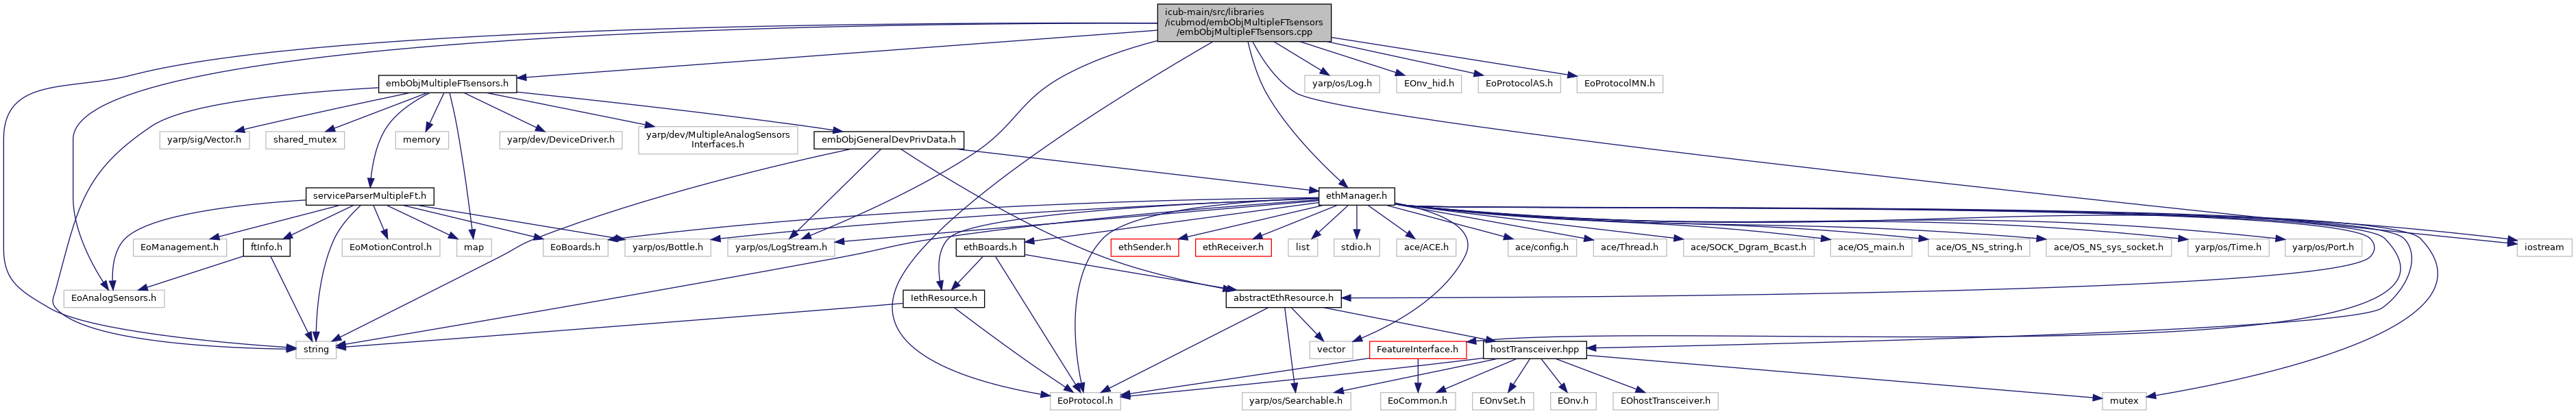 icub-main/src/libraries
/icubmod/embObjMultipleFTsensors
/embObjMultipleFTsensors.cpp
embObjMultipleFTsensors.h
yarp/os/Log.h
EOnv_hid.h
EoProtocolAS.h
EoProtocolMN.h
yarp/sig/Vector.h
shared_mutex
memory
yarp/dev/DeviceDriver.h
yarp/dev/MultipleAnalogSensors
Interfaces.h
embObjGeneralDevPrivData.h
serviceParserMultipleFt.h
ethManager.h
EoManagement.h
ftInfo.h
EoMotionControl.h
map
EoBoards.h
yarp/os/Bottle.h
yarp/os/LogStream.h
ethBoards.h
ethSender.h
ethReceiver.h
list
stdio.h
ace/ACE.h
ace/config.h
ace/Thread.h
ace/SOCK_Dgram_Bcast.h
ace/OS_main.h
ace/OS_NS_string.h
ace/OS_NS_sys_socket.h
yarp/os/Time.h
yarp/os/Port.h
iostream
EoAnalogSensors.h
IethResource.h
abstractEthResource.h
string
vector
FeatureInterface.h
hostTransceiver.hpp
EoProtocol.h
yarp/os/Searchable.h
EoCommon.h
EOnvSet.h
EOnv.h
EOhostTransceiver.h
mutex